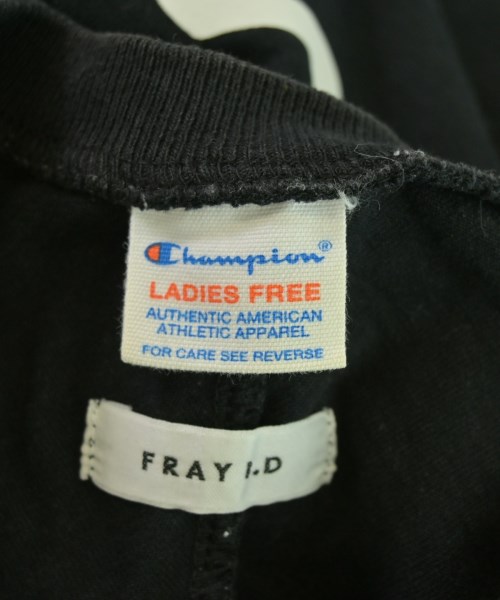 Champion®
LADIES FREE
AUTHENTIC AMERICAN
ATHLETIC APPAREL
FOR CARE SEE REVERSE
FRAY I.D